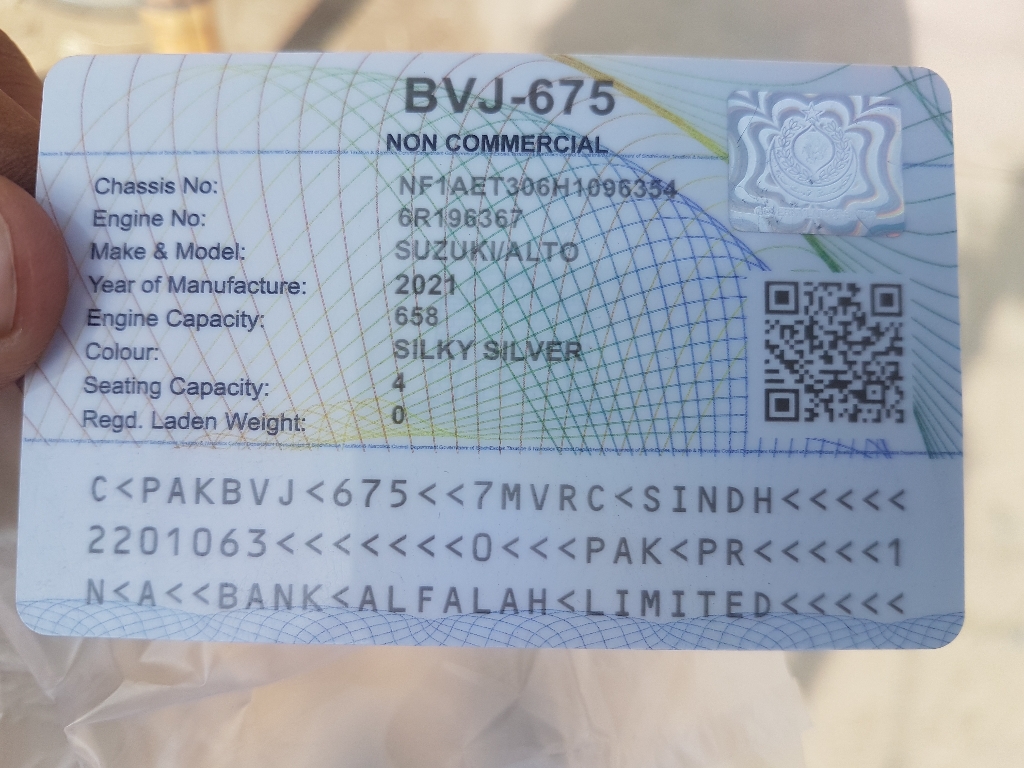 BVJ-675
NON COMMERCIAL
Chassis No: NF1AET306H1096354
Engine No: 6R196367
Make & Model: SUZUKI/ALTO
Year of Manufacture: 2021
Engine Capacity: 658
Colour: SILKY SILVER
Seating Capacity: 4
Regd. Laden Weight: 0
C<PAKBVJ<675<<7MVRC<SINDH<<<<<
2201063<<<<<<<<0<<<PAK<PR<<<<<1
N<A<<BANK<ALFALAH<LIMITED<<<<<